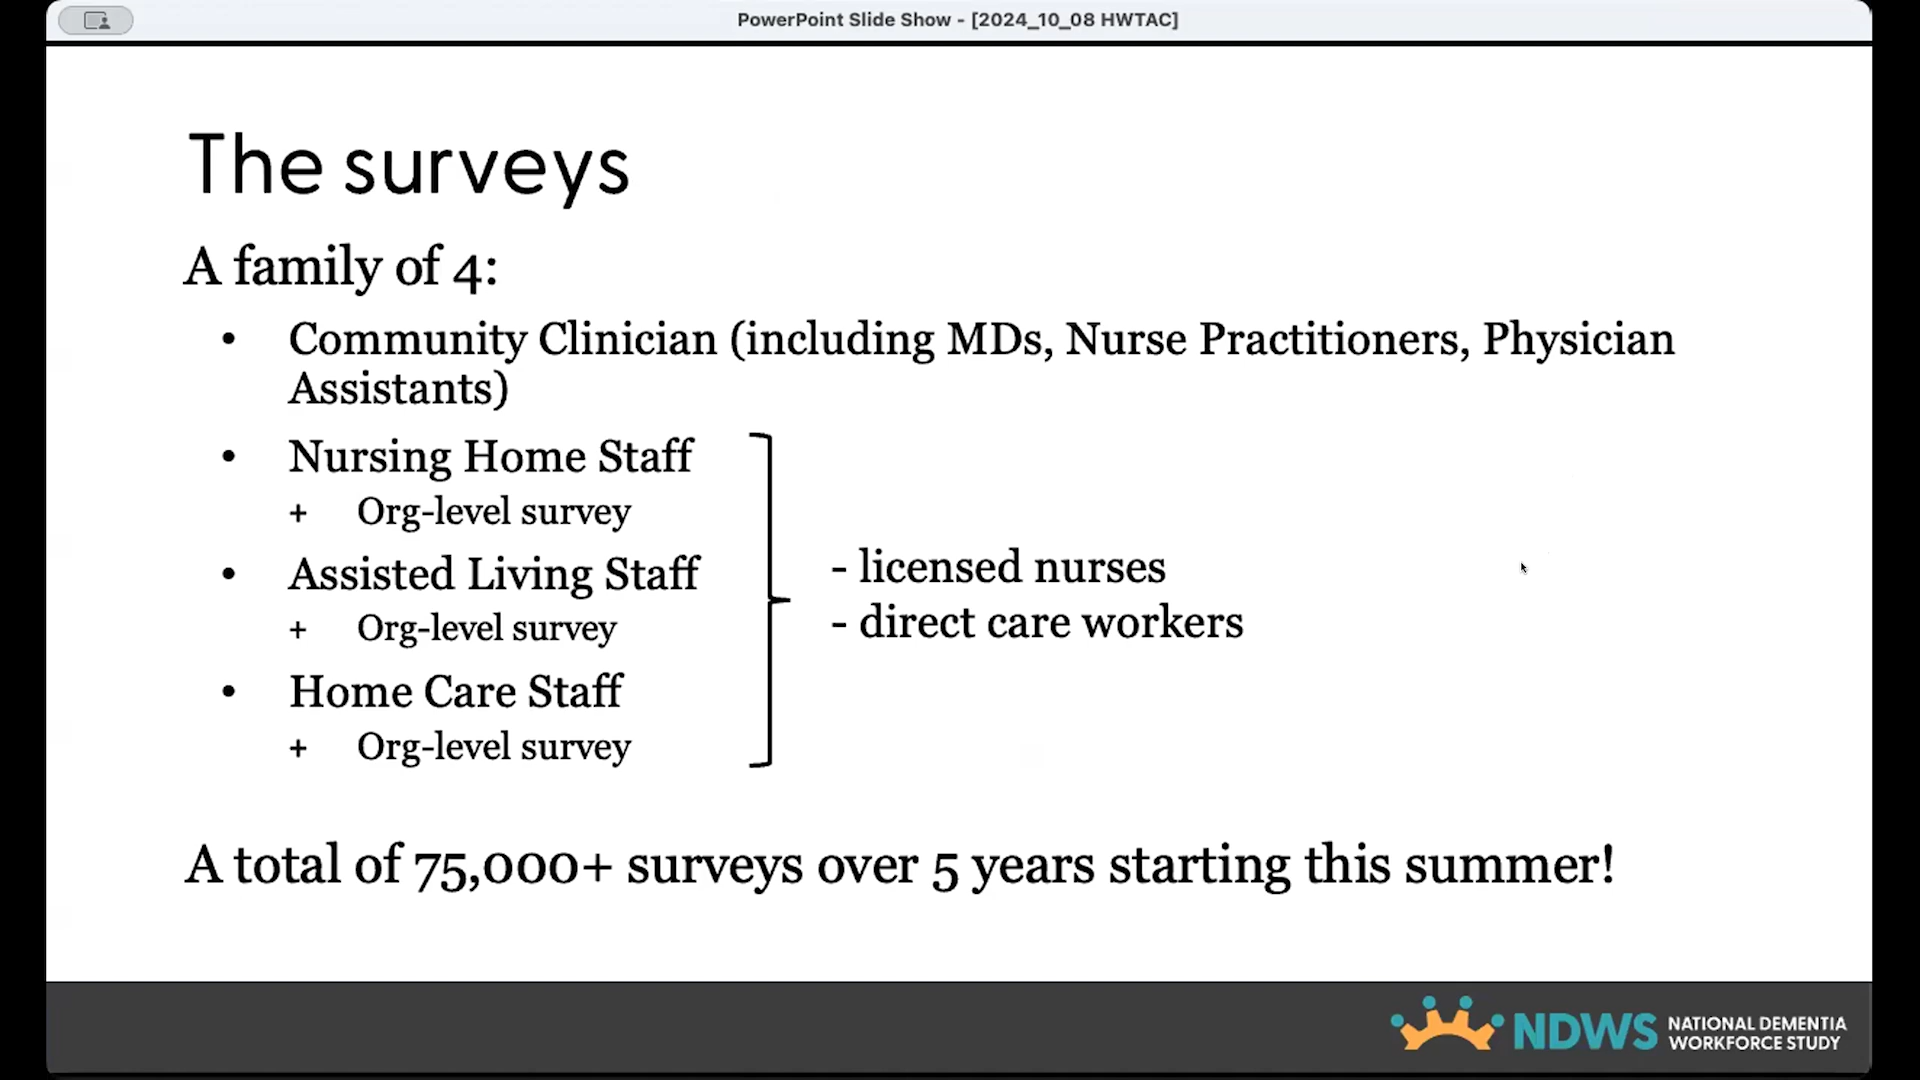 PowerPoint Slide Show - [2024_10_08 HWTAC]
The surveys
A family of 4:
• Community Clinician (including MDs, Nurse Practitioners, Physician
Assistants)
• Nursing Home Staff
+ Org-level survey
• Assisted Living Staff
+ Org-level survey
• Home Care Staff
+ Org-level survey
- licensed nurses
- direct care workers
A total of 75,000+ surveys over 5 years starting this summer!
NDWS
NATIONAL DEMENTIA
WORKFORCE STUDY